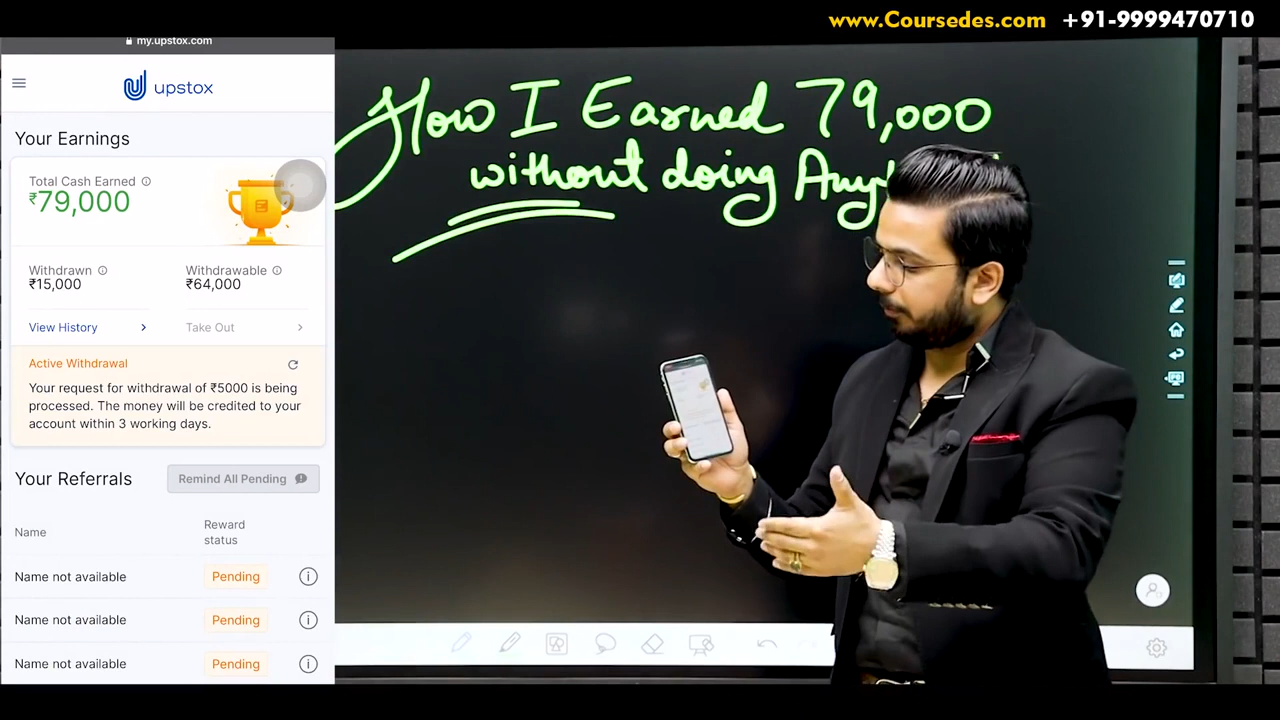 www.Coursedes.com +91-9999470710
my.upstox.com
upstox
Your Earnings
Total Cash Earned
₹79,000
Withdrawn
₹15,000
Withdrawable
₹64,000
View History
Take Out
Active Withdrawal
Your request for withdrawal of ₹5000 is being
processed. The money will be credited to your
account within 3 working days.
Your Referrals
Remind All Pending
Name
Reward
status
Name not available Pending
Name not available Pending
Name not available Pending
How I Earned 79,000
without doing